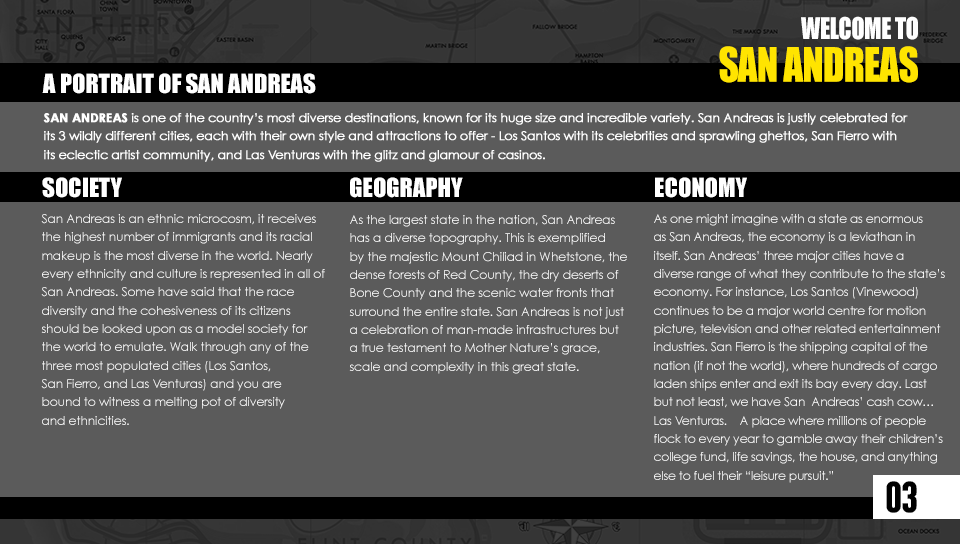 SANTA FLORA
CHINA
TOWN
DOWNTOWN
SAN FIERRO
CITY
HALL
QUEENS
KINGS
EASTER BASIN
MARTIN BRIDGE
FALLOW BRIDGE
HAMPTON
BARNS
MONTGOMERY
THE MAKO SPAN
FREDERICK
BRIDGE
WELCOME TO
SAN ANDREAS
A PORTRAIT OF SAN ANDREAS
SAN ANDREAS is one of the country's most diverse destinations, known for its huge size and incredible variety. San Andreas is justly celebrated for
its 3 wildly different cities, each with their own style and attractions to offer - Los Santos with its celebrities and sprawling ghettos, San Fierro with
its eclectic artist community, and Las Venturas with the glitz and glamour of casinos.
SOCIETY
San Andreas is an ethnic microcosm, it receives
the highest number of immigrants and its racial
makeup is the most diverse in the world. Nearly
every ethnicity and culture is represented in all of
San Andreas. Some have said that the race
diversity and the cohesiveness of its citizens
should be looked upon as a model society for
the world to emulate. Walk through any of the
three most populated cities (Los Santos,
San Fierro, and Las Venturas) and you are
bound to witness a melting pot of diversity
and ethnicities.
GEOGRAPHY
As the largest state in the nation, San Andreas
has a diverse topography. This is exemplified
by the majestic Mount Chiliad in Whetstone, the
dense forests of Red County, the dry deserts of
Bone County and the scenic water fronts that
surround the entire state. San Andreas is not just
a celebration of man-made infrastructures but
a true testament to Mother Nature's grace,
scale and complexity in this great state.
ECONOMY
As one might imagine with a state as enormous
as San Andreas, the economy is a leviathan in
itself. San Andreas' three major cities have a
diverse range of what they contribute to the state's
economy. For instance, Los Santos (Vinewood)
continues to be a major world centre for motion
picture, television and other related entertainment
industries. San Fierro is the shipping capital of the
nation (if not the world), where hundreds of cargo
laden ships enter and exit its bay every day. Last
but not least, we have San Andreas' cash cow...
Las Venturas. A place where millions of people
flock to every year to gamble away their children's
college fund, life savings, the house, and anything
else to fuel their "leisure pursuit."
03
FLINT COUNTY
OCEAN DOCKS